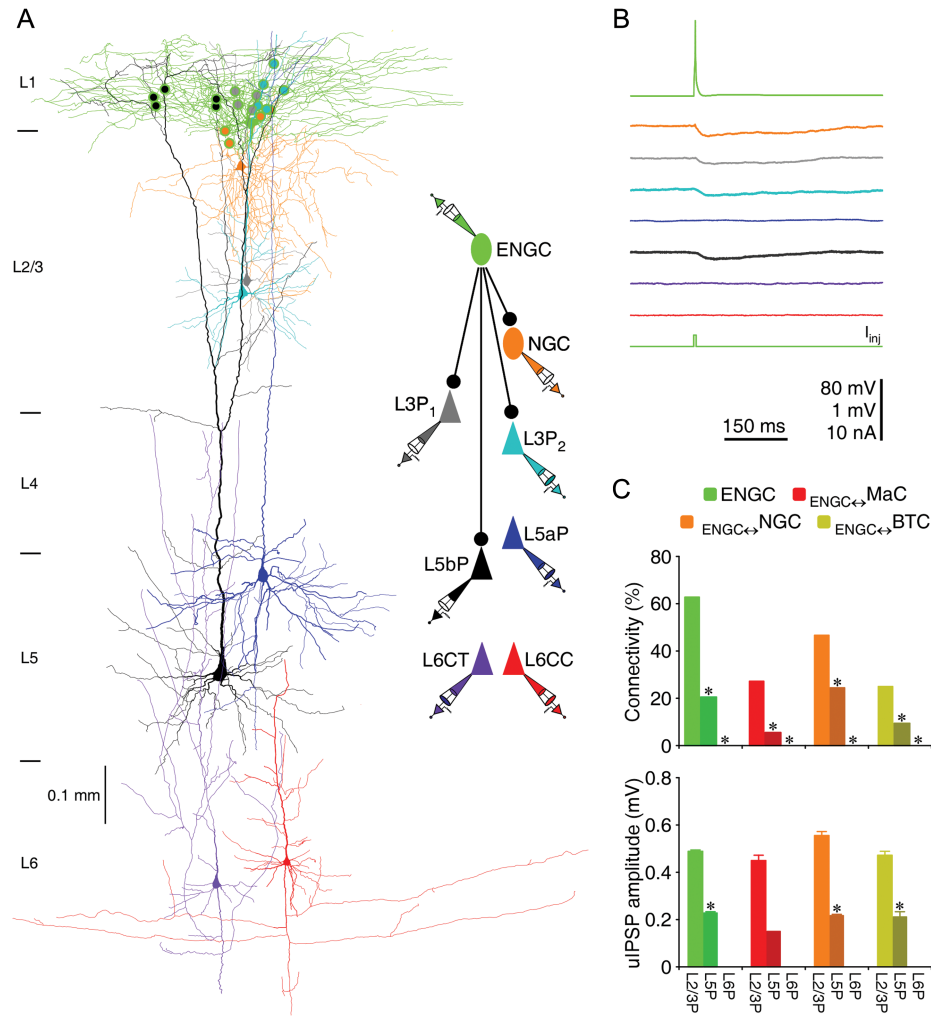 A
B
L1
L2/3
L4
L5
L6
0.1 mm
ENGC
NGC
L3P1
L3P2
L5bP
L5aP
L6CT
L6CC
Iinj
80 mV
1 mV
10 nA
150 ms
C
ENGC
ENGC↔MaC
ENGC↔NGC
ENGC↔BTC
Connectivity (%)
80
60
40
20
0
* * * * * * * *
uIPSP amplitude (mV)
0.8
0.6
0.4
0.2
0
* * *
L2/3P L5P L6P L2/3P L5P L6P L2/3P L5P L6P L2/3P L5P L6P